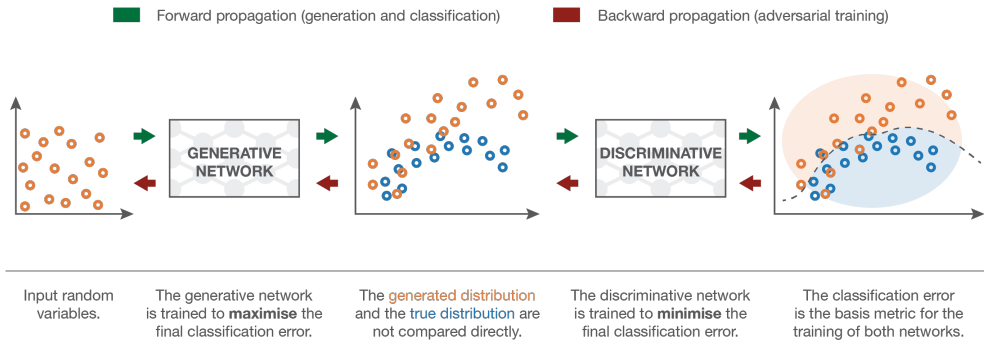 Forward propagation (generation and classification)
Backward propagation (adversarial training)
GENERATIVE
NETWORK
DISCRIMINATIVE
NETWORK
Input random
variables.
The generative network
is trained to maximise the
final classification error.
The generated distribution
and the true distribution are
not compared directly.
The discriminative network
is trained to minimise the
final classification error.
The classification error
is the basis metric for the
training of both networks.